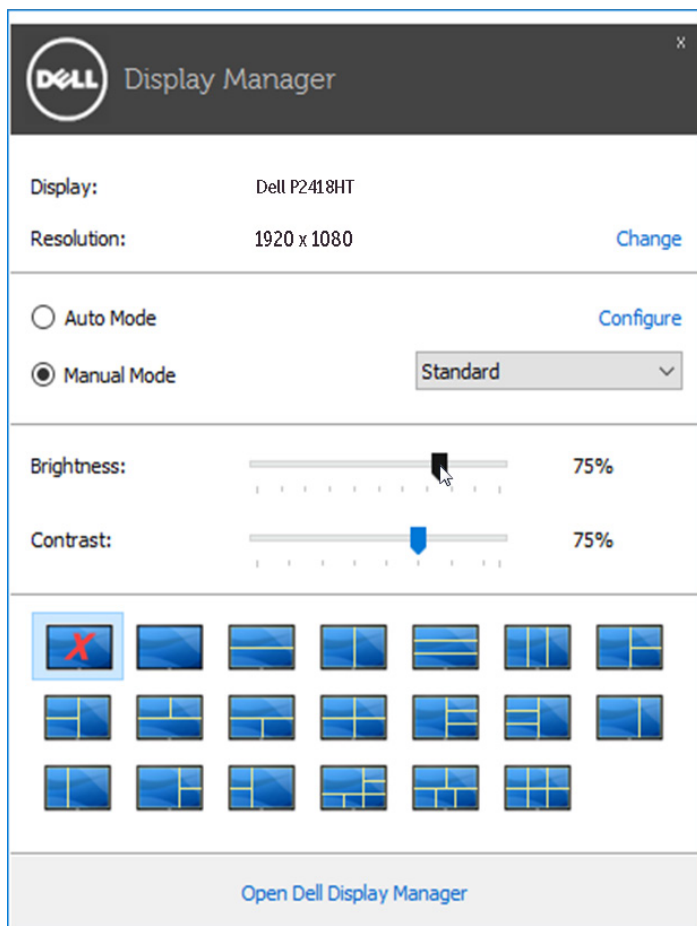 x
DELL Display Manager
Display: Dell P2418HT
Resolution: 1920 x 1080 Change
Auto Mode Configure
Manual Mode Standard
Brightness: 75%
Contrast: 75%
X
Open Dell Display Manager